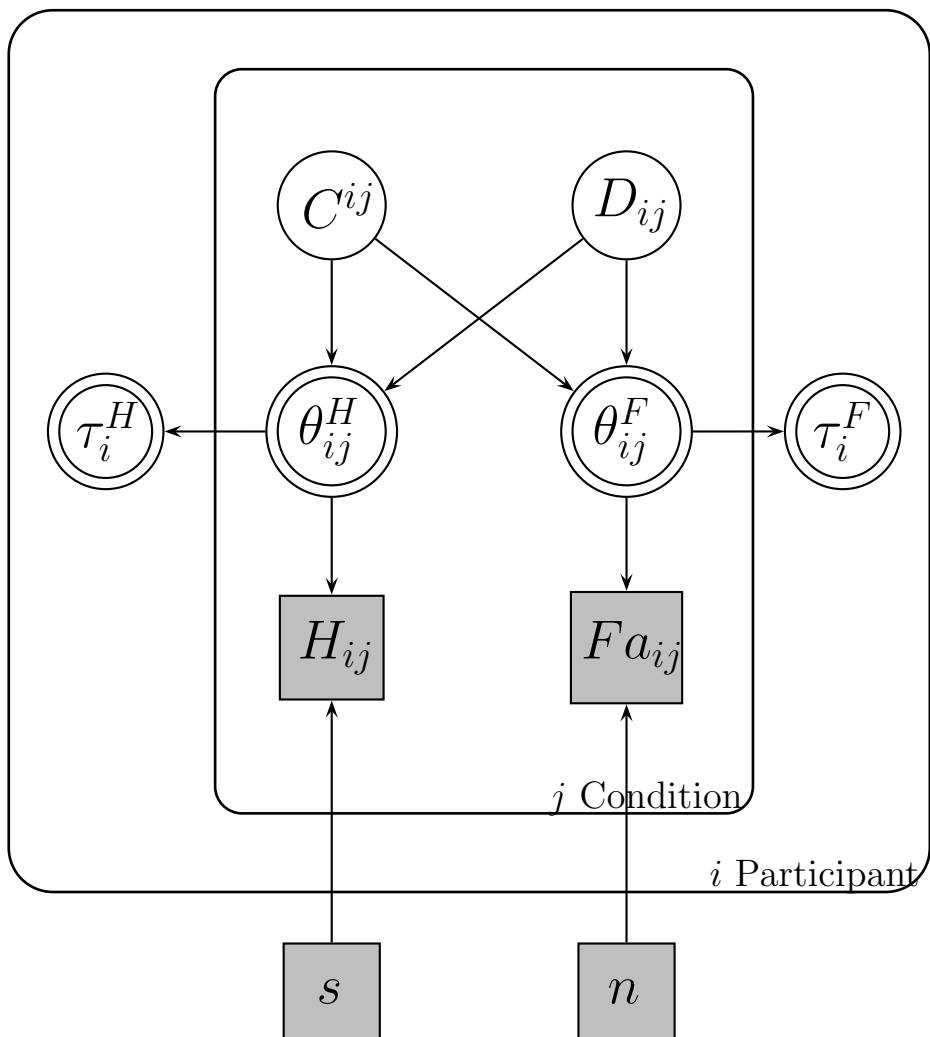 C^{ij} D_{ij}
τ_i^H θ_{ij}^H θ_{ij}^F τ_i^F
H_{ij} Fa_{ij}
j Condition
i Participant
s n